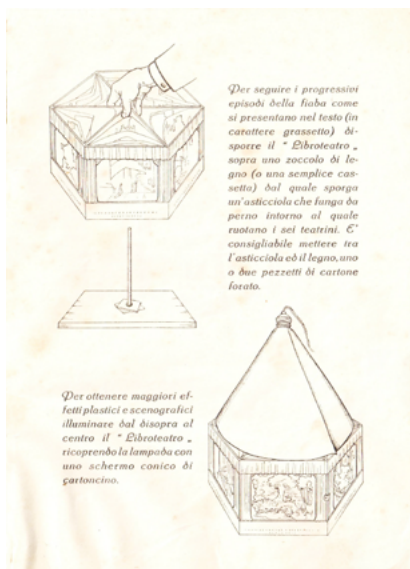 Per seguire i progressivi
episodi della fiaba come
si presentano nel testo (in
carattere grassetto) di-
sporre il " Libroteatro „
sopra uno zoccolo di le-
gno (o una semplice cas-
setta) dal quale sporga
un'asticciola che funga da
perno intorno al quale
ruotano i sei teatrini. E'
consigliabile mettere tra
l'asticciola ed il legno, uno
o due pezzetti di cartone
forato.
Per ottenere maggiori ef-
fetti plastici e scenografici
illuminare dal disopra al
centro il " Libroteatro „
ricoprendo la lampada con
uno schermo conico di
cartoncino.